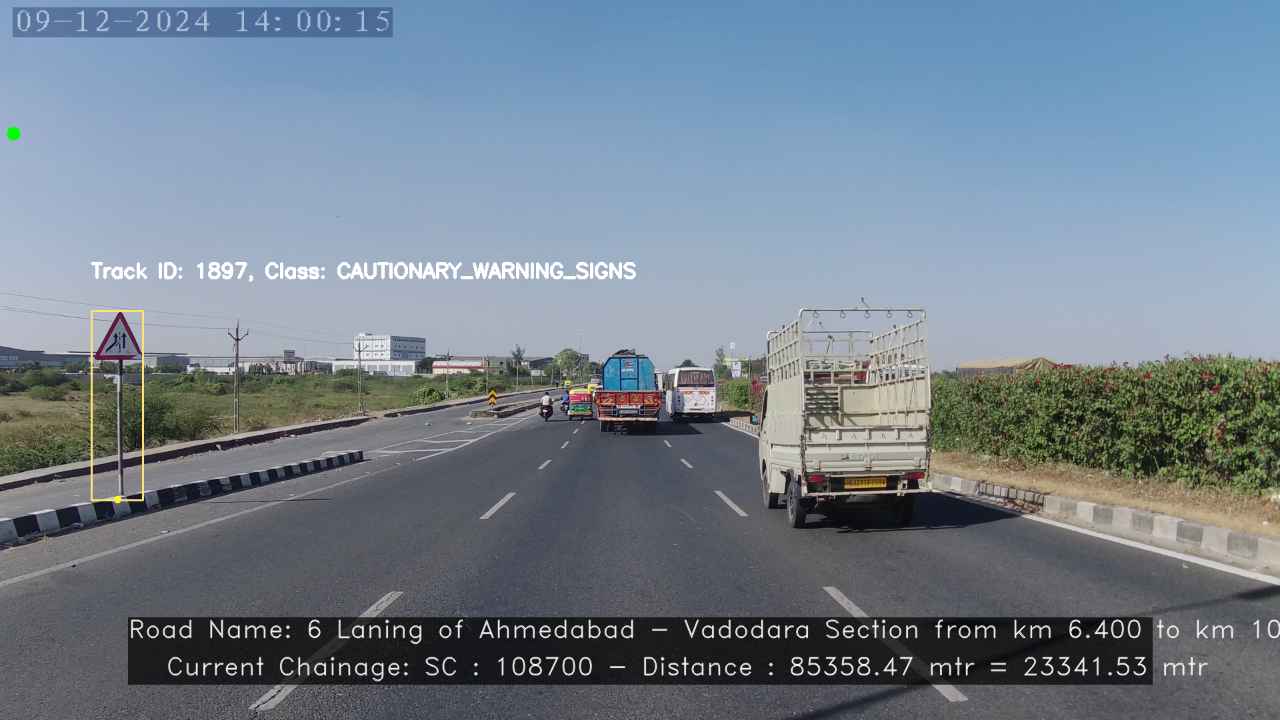 09-12-2024 14:00:15
Track ID: 1897, Class: CAUTIONARY_WARNING_SIGNS
Road Name: 6 Laning of Ahmedabad - Vadodara Section from km 6.400 to km 10
Current Chainage: SC : 108700 - Distance : 85358.47 mtr = 23341.53 mtr